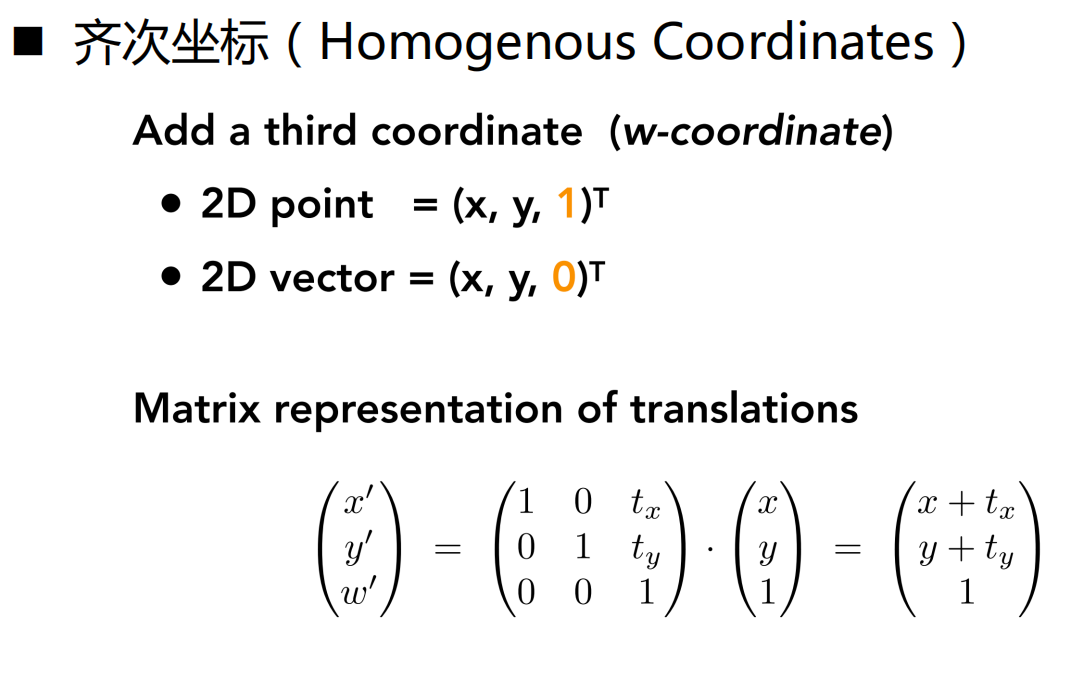 ■ 齐次坐标（Homogenous Coordinates）
Add a third coordinate (w-coordinate)
• 2D point = (x, y, 1)ᵀ
• 2D vector = (x, y, 0)ᵀ
Matrix representation of translations
\begin{pmatrix} x' \\ y' \\ w' \end{pmatrix} = \begin{pmatrix} 1 & 0 & t_x \\ 0 & 1 & t_y \\ 0 & 0 & 1 \end{pmatrix} \cdot \begin{pmatrix} x \\ y \\ 1 \end{pmatrix} = \begin{pmatrix} x + t_x \\ y + t_y \\ 1 \end{pmatrix}